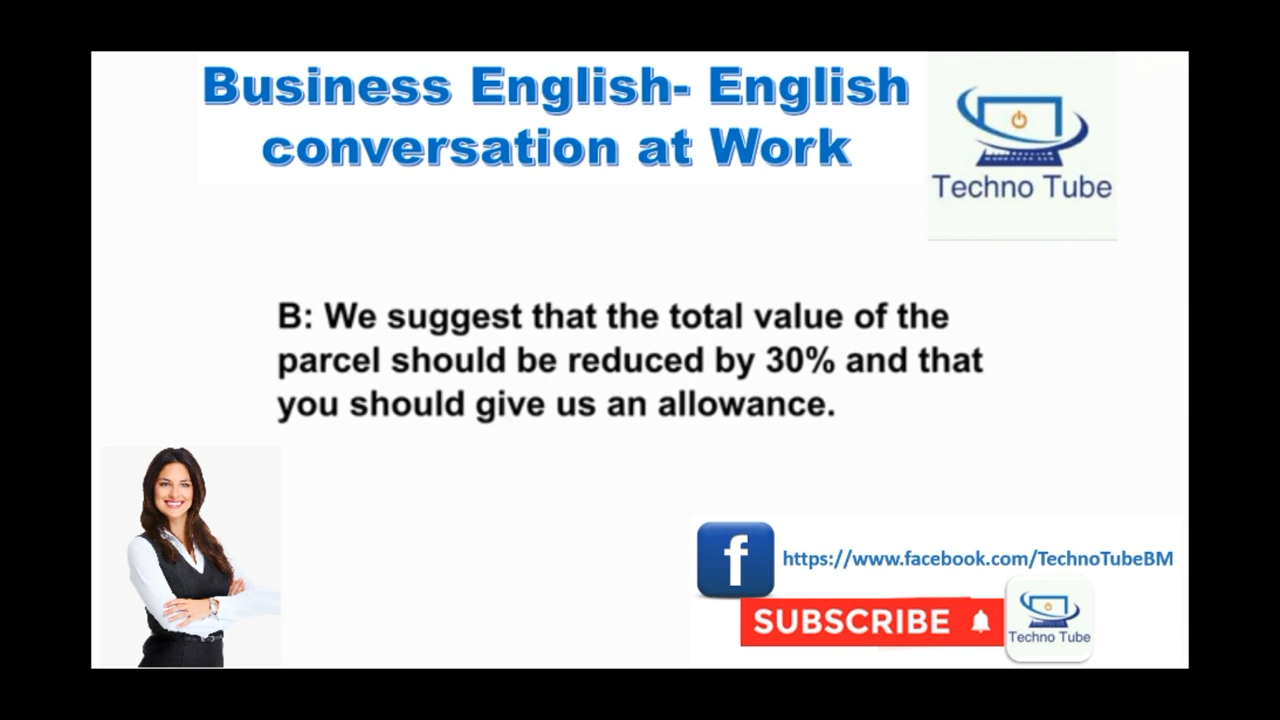 Business English- English
conversation at Work
Techno Tube
B: We suggest that the total value of the
parcel should be reduced by 30% and that
you should give us an allowance.
f
https://www.facebook.com/TechnoTubeBM
SUBSCRIBE
Techno Tube